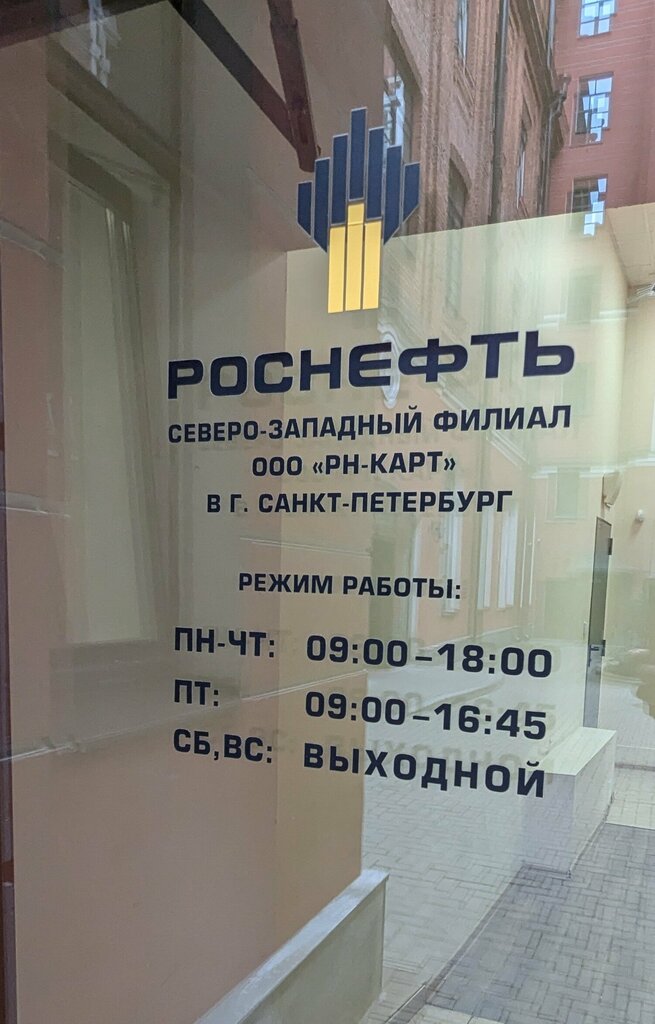 РОСНЕФТЬ
СЕВЕРО-ЗАПАДНЫЙ ФИЛИАЛ
ООО «РН-КАРТ»
В Г. САНКТ-ПЕТЕРБУРГ
РЕЖИМ РАБОТЫ:
ПН-ЧТ: 09:00–18:00
ПТ: 09:00–16:45
СБ,ВС: ВЫХОДНОЙ